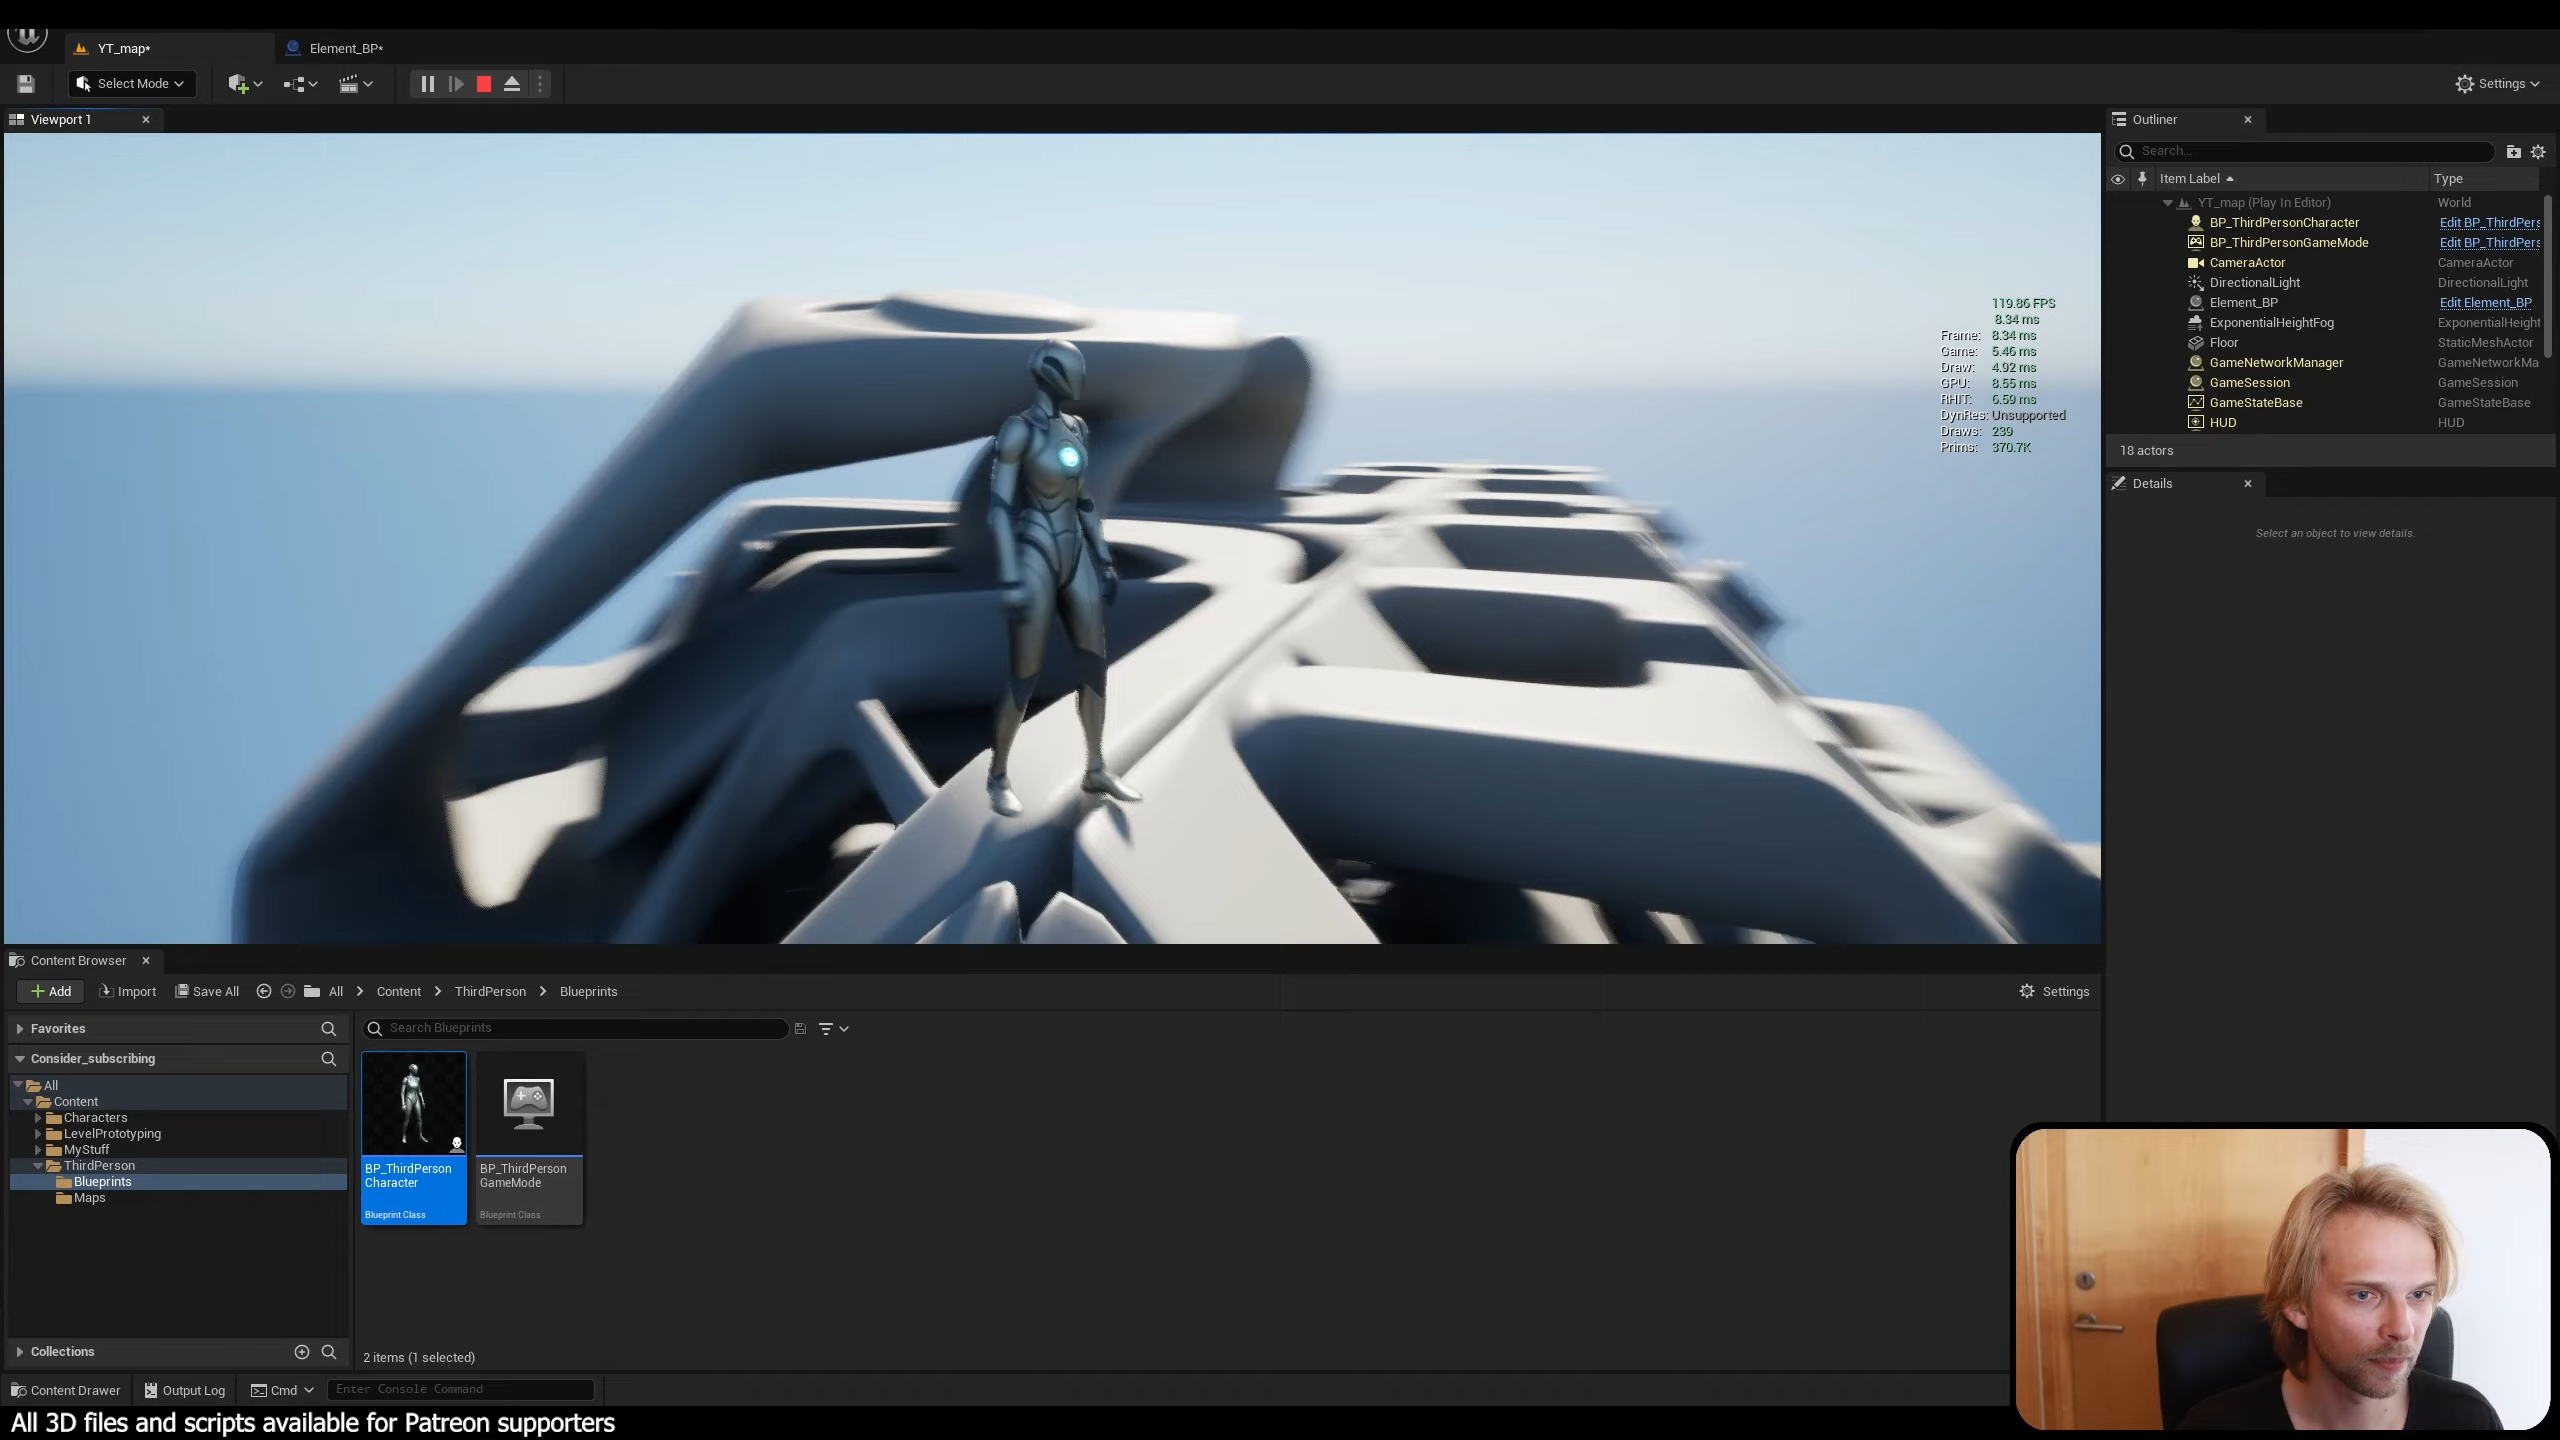 YT_map*
Element_BP*
Select Mode
Settings
Viewport 1
119.86 FPS
8.34 ms
Frame: 8.34 ms
Game: 5.46 ms
Draw: 4.92 ms
GPU: 8.55 ms
RHIT: 6.59 ms
DynRes: Unsupported
Draws: 239
Prims: 370.7K
Outliner
Search...
Item Label Type
YT_map (Play In Editor) World
BP_ThirdPersonCharacter Edit BP_ThirdPers
BP_ThirdPersonGameMode Edit BP_ThirdPers
CameraActor CameraActor
DirectionalLight DirectionalLight
Element_BP Edit Element_BP
ExponentialHeightFog ExponentialHeight
Floor StaticMeshActor
GameNetworkManager GameNetworkMa
GameSession GameSession
GameStateBase GameStateBase
HUD HUD
18 actors
Details
Select an object to view details.
Content Browser
Add Import Save All All Content ThirdPerson Blueprints
Settings
Favorites
Consider_subscribing
All
Content
Characters
LevelPrototyping
MyStuff
ThirdPerson
Blueprints
Maps
Collections
Search Blueprints
BP_ThirdPerson
Character
Blueprint Class
BP_ThirdPerson
GameMode
Blueprint Class
2 items (1 selected)
Content Drawer Output Log Cmd Enter Console Command
All 3D files and scripts available for Patreon supporters